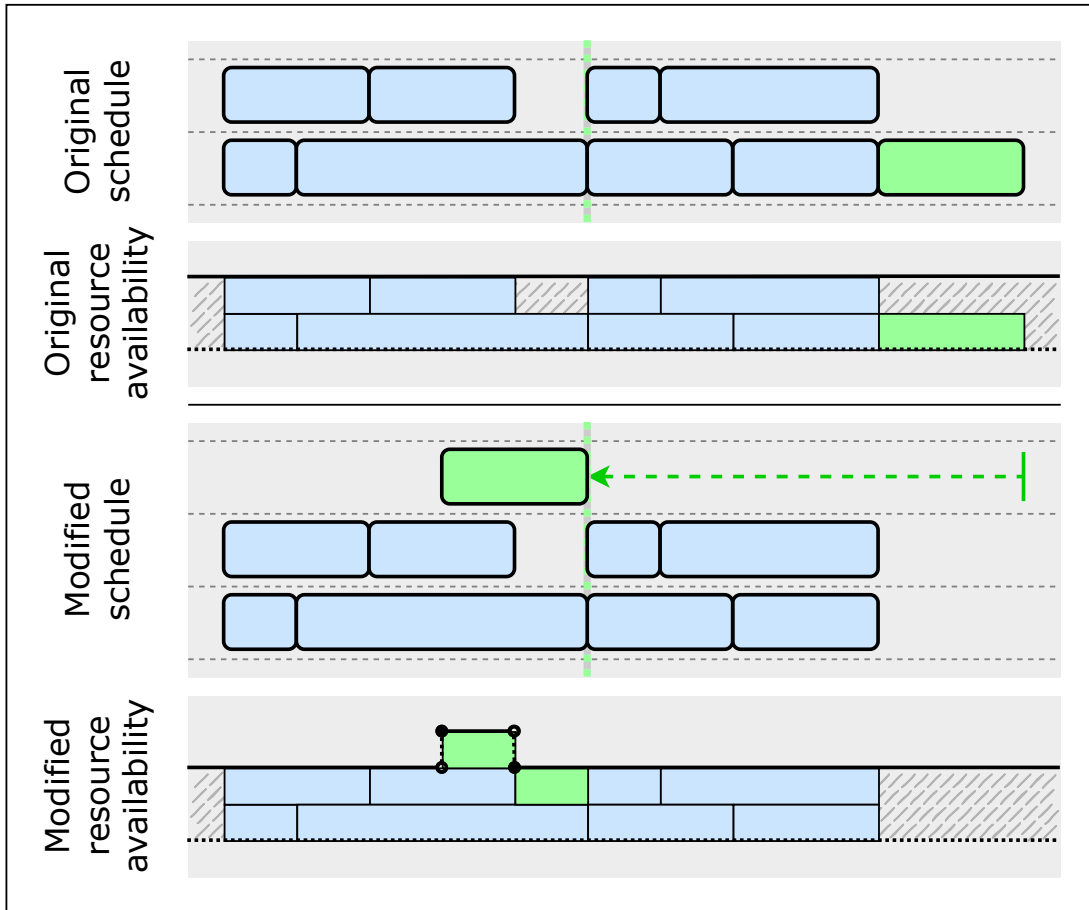 Original
schedule
Original
resource
availability
Modified
schedule
Modified
resource
availability